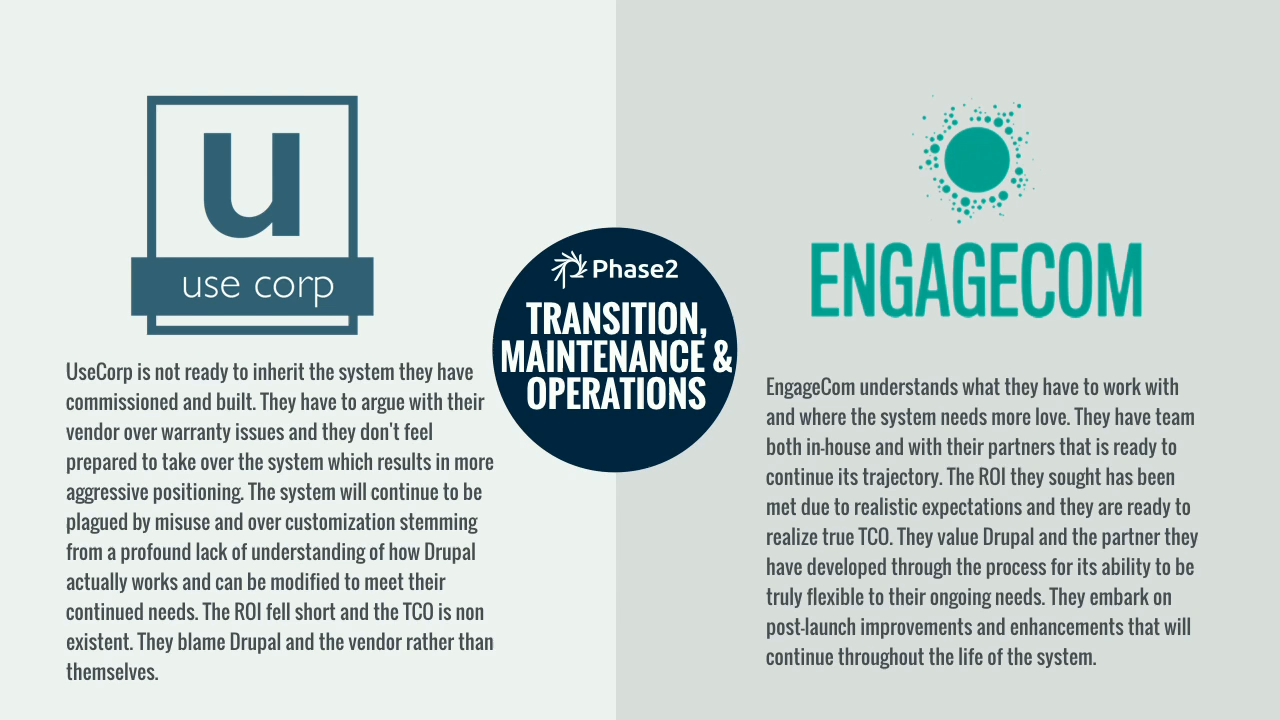 u
use corp
UseCorp is not ready to inherit the system they have
commissioned and built. They have to argue with their
vendor over warranty issues and they don't feel
prepared to take over the system which results in more
aggressive positioning. The system will continue to be
plagued by misuse and over customization stemming
from a profound lack of understanding of how Drupal
actually works and can be modified to meet their
continued needs. The ROI fell short and the TCO is non
existent. They blame Drupal and the vendor rather than
themselves.
Phase2
TRANSITION,
MAINTENANCE &
OPERATIONS
ENGAGECOM
EngageCom understands what they have to work with
and where the system needs more love. They have team
both in-house and with their partners that is ready to
continue its trajectory. The ROI they sought has been
met due to realistic expectations and they are ready to
realize true TCO. They value Drupal and the partner they
have developed through the process for its ability to be
truly flexible to their ongoing needs. They embark on
post-launch improvements and enhancements that will
continue throughout the life of the system.